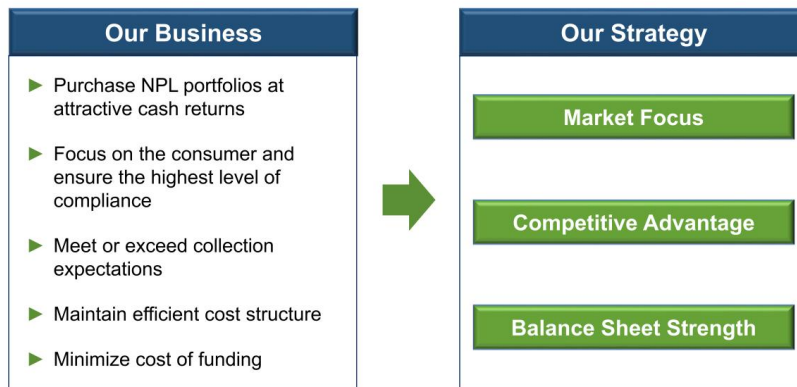 Our Business
► Purchase NPL portfolios at
attractive cash returns
► Focus on the consumer and
ensure the highest level of
compliance
► Meet or exceed collection
expectations
► Maintain efficient cost structure
► Minimize cost of funding
Our Strategy
Market Focus
Competitive Advantage
Balance Sheet Strength